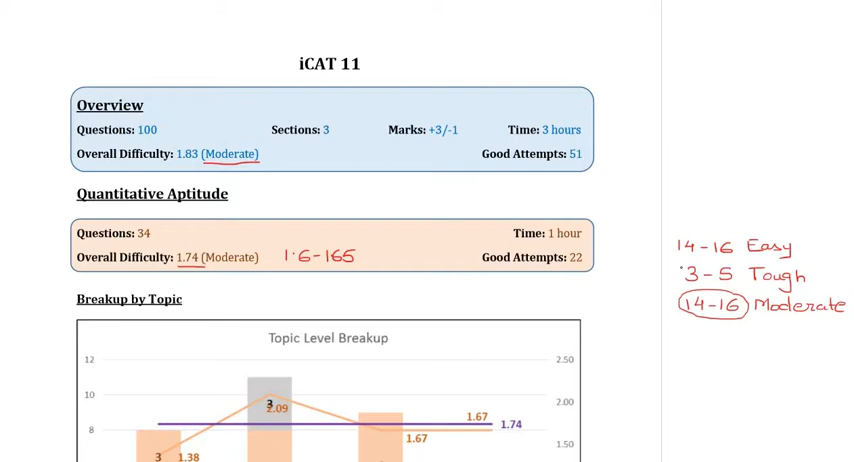 iCAT 11
Overview
Questions: 100 Sections: 3 Marks: +3/-1 Time: 3 hours
Overall Difficulty: 1.83 (Moderate) Good Attempts: 51
Quantitative Aptitude
Questions: 34 Time: 1 hour
Overall Difficulty: 1.74 (Moderate) 1.6-165 Good Attempts: 22
14-16 Easy
3-5 Tough
14-16 Moderate
Breakup by Topic
Topic Level Breakup
12 2.50
10 3 2.09 2.00
1.67 1.74
8 1.67
3 1.38 1.50